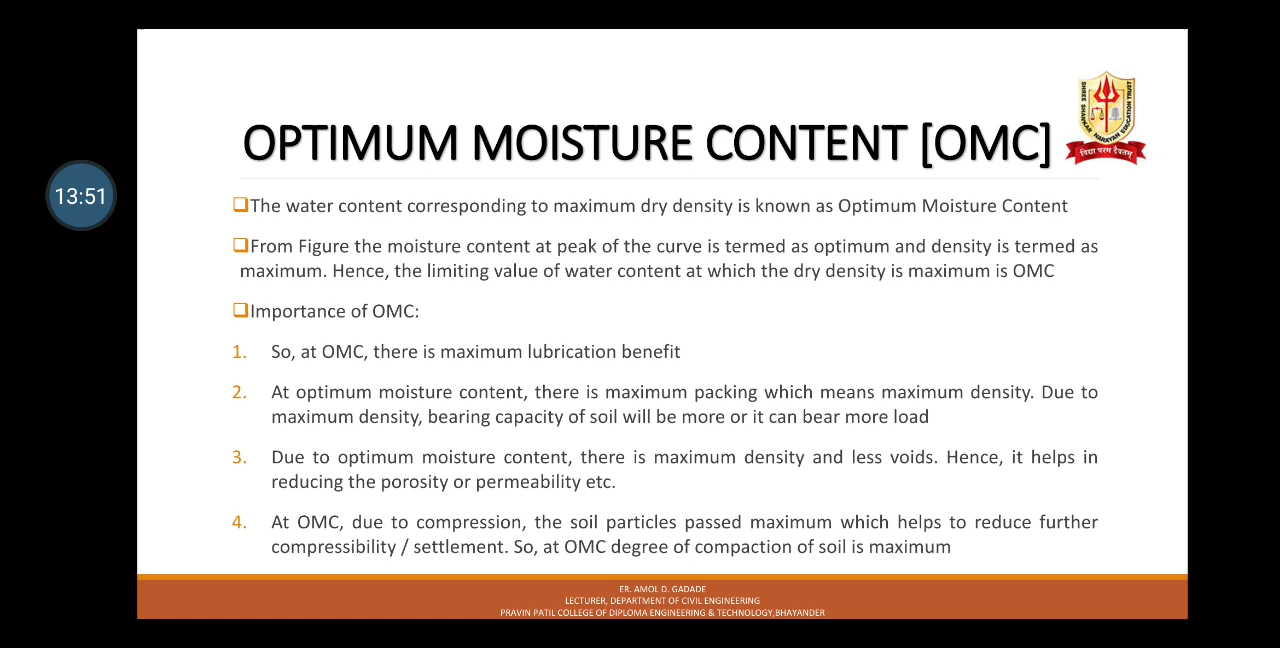 OPTIMUM MOISTURE CONTENT [OMC]
SHREE SHANKAR NARAYAN EDUCATION TRUST
विद्या परम दैवतम्
13:51
The water content corresponding to maximum dry density is known as Optimum Moisture Content
From Figure the moisture content at peak of the curve is termed as optimum and density is termed as
maximum. Hence, the limiting value of water content at which the dry density is maximum is OMC
Importance of OMC:
1. So, at OMC, there is maximum lubrication benefit
2. At optimum moisture content, there is maximum packing which means maximum density. Due to
maximum density, bearing capacity of soil will be more or it can bear more load
3. Due to optimum moisture content, there is maximum density and less voids. Hence, it helps in
reducing the porosity or permeability etc.
4. At OMC, due to compression, the soil particles passed maximum which helps to reduce further
compressibility / settlement. So, at OMC degree of compaction of soil is maximum
ER. AMOL D. GADADE
LECTURER, DEPARTMENT OF CIVIL ENGINEERING
PRAVIN PATIL COLLEGE OF DIPLOMA ENGINEERING & TECHNOLOGY,BHAYANDER